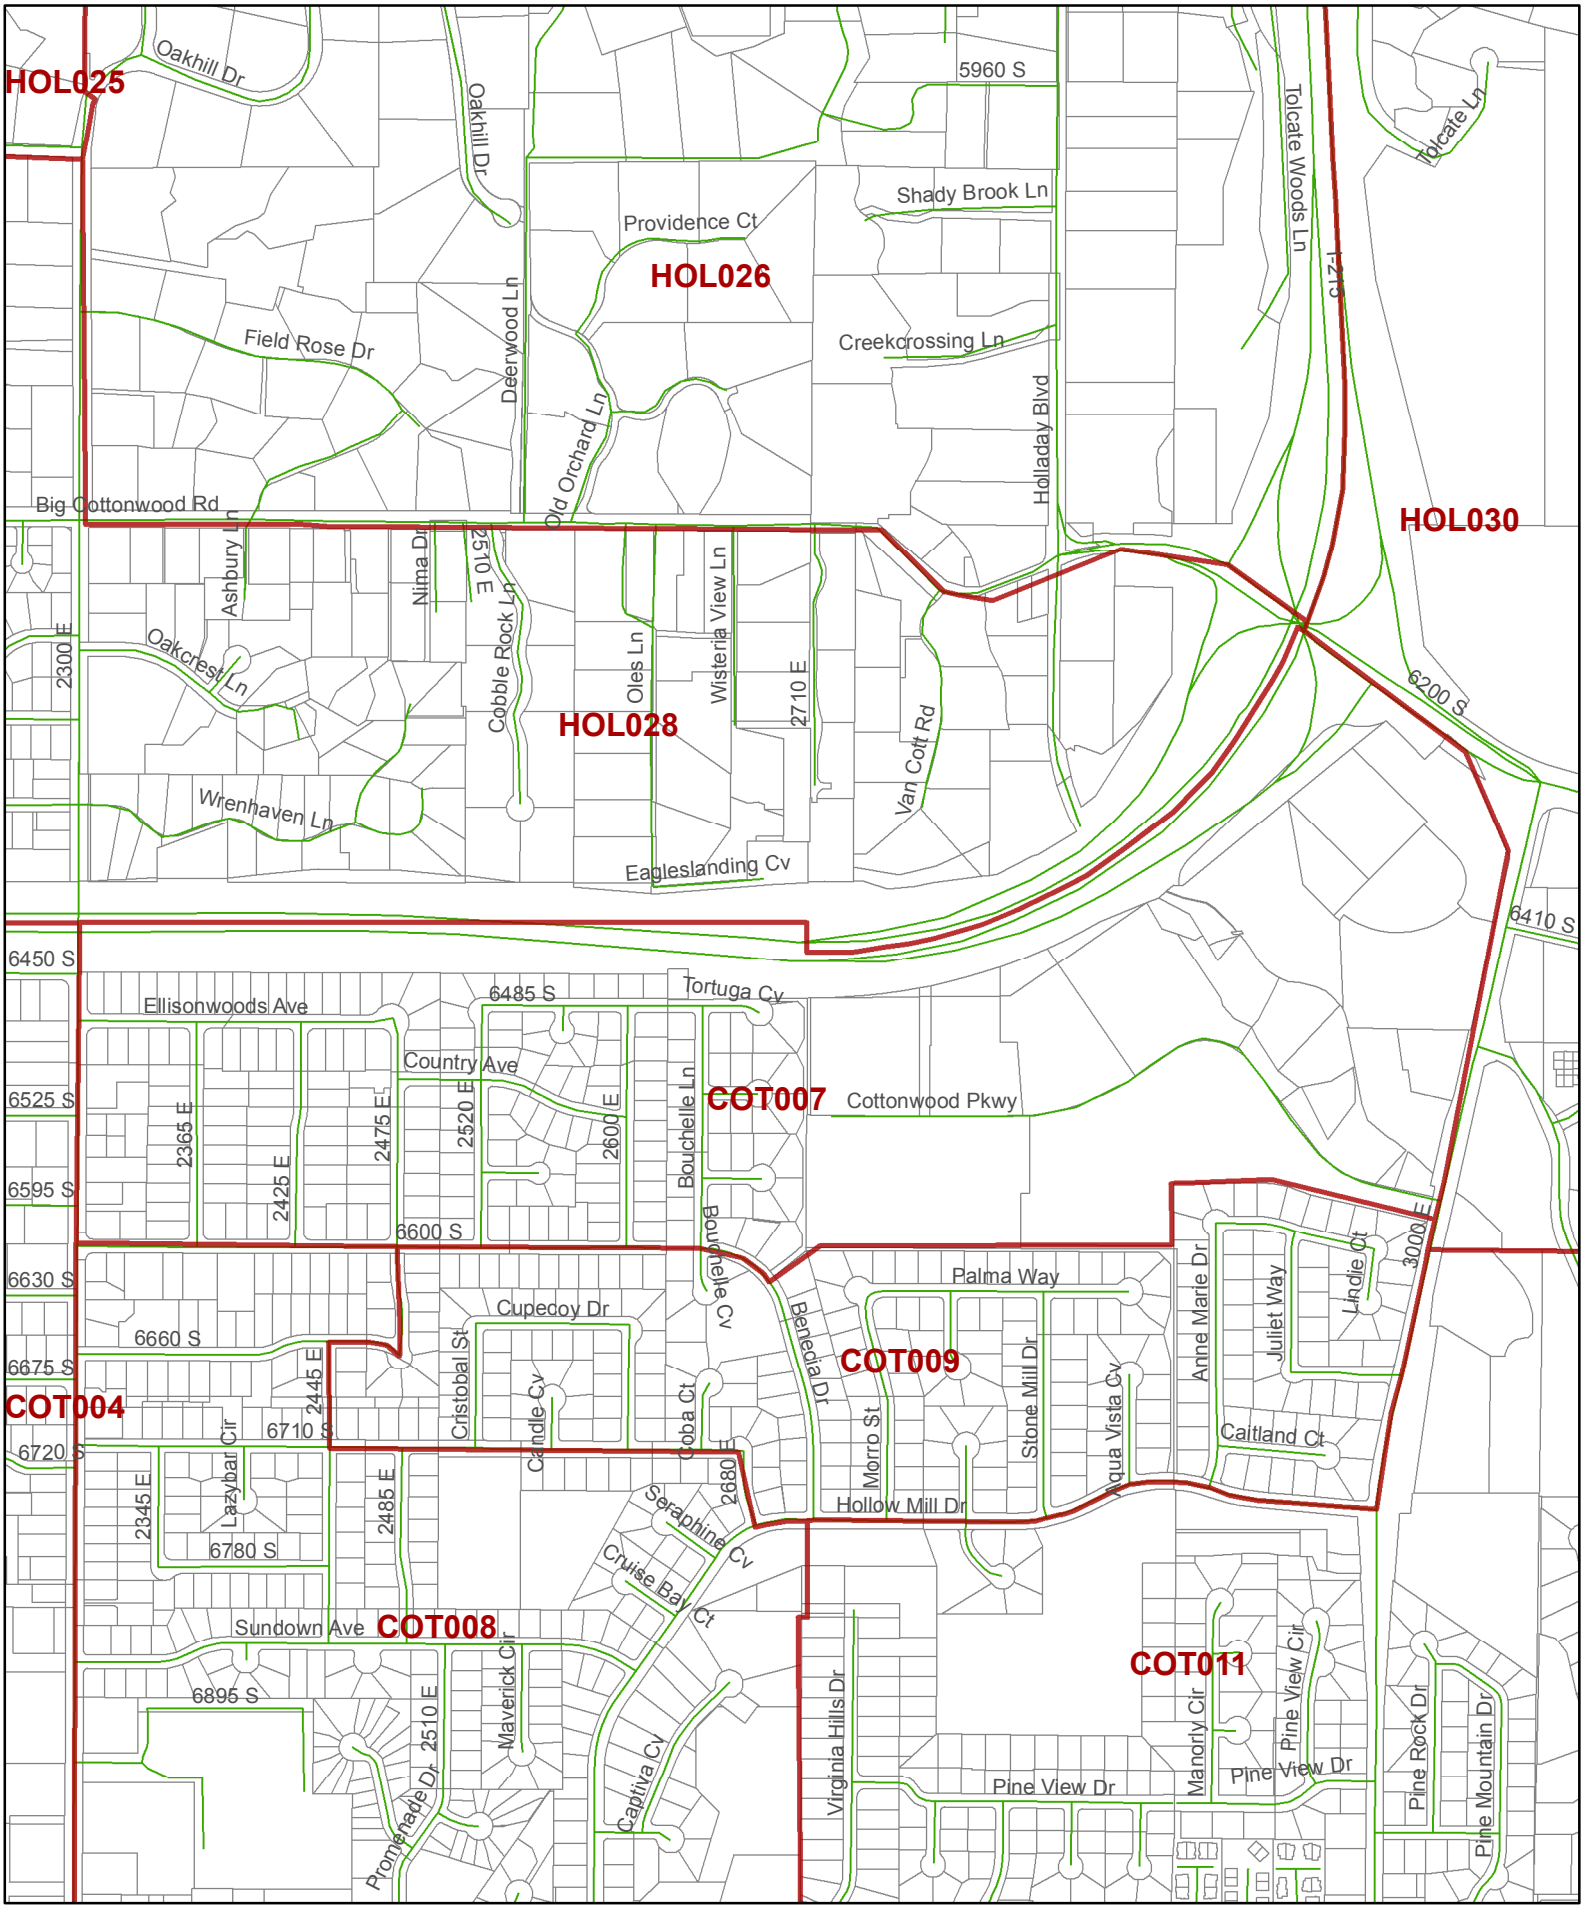 Oakhill Dr
HOL025
5960 S
Oakhill Dr
Tolcate Woods Ln
Tolcate Ln
Shady Brook Ln
Providence Ct
HOL026
I-215
Deerwood Ln
Field Rose Dr
Creekcrossing Ln
Holladay Blvd
Old Orchard Ln
Big Cottonwood Rd
HOL030
Ashbury Ln
Nima Dr
2510 E
Cobble Rock Ln
Wisteria View Ln
Oles Ln
2300 E
Oakcrest Ln
2710 E
6200 S
HOL028
Van Cott Rd
Wrenhaven Ln
Eagleslanding Cv
6410 S
6450 S
Ellisonwoods Ave
6485 S
Tortuga Cv
Country Ave
COT007
Cottonwood Pkwy
6525 S
2365 E
2475 E
2520 E
2600 E
Bouchelle Ln
2425 E
6595 S
6600 S
Bouchelle Cv
3000 E
6630 S
Palma Way
Anne Marie Dr
Juliet Way
Lindie Ct
Cupecoy Dr
Benedia Dr
6660 S
6675 S
COT009
COT004
2445 E
Cristobal St
Candle Cv
Coba Ct
Morro St
Stone Mill Dr
Aqua Vista Cv
6710 S
Caitland Ct
6720 S
Lazybar Cir
2345 E
2485 E
2680 E
Seraphine Cv
Hollow Mill Dr
6780 S
Cruise Bay Ct
Sundown Ave
COT008
COT011
Maverick Cir
Pine View Cir
6895 S
2510 E
Virginia Hills Dr
Manorly Cir
Pine Rock Dr
Pine Mountain Dr
Captiva Cv
Promenade Dr
Pine View Dr
Pine View Dr